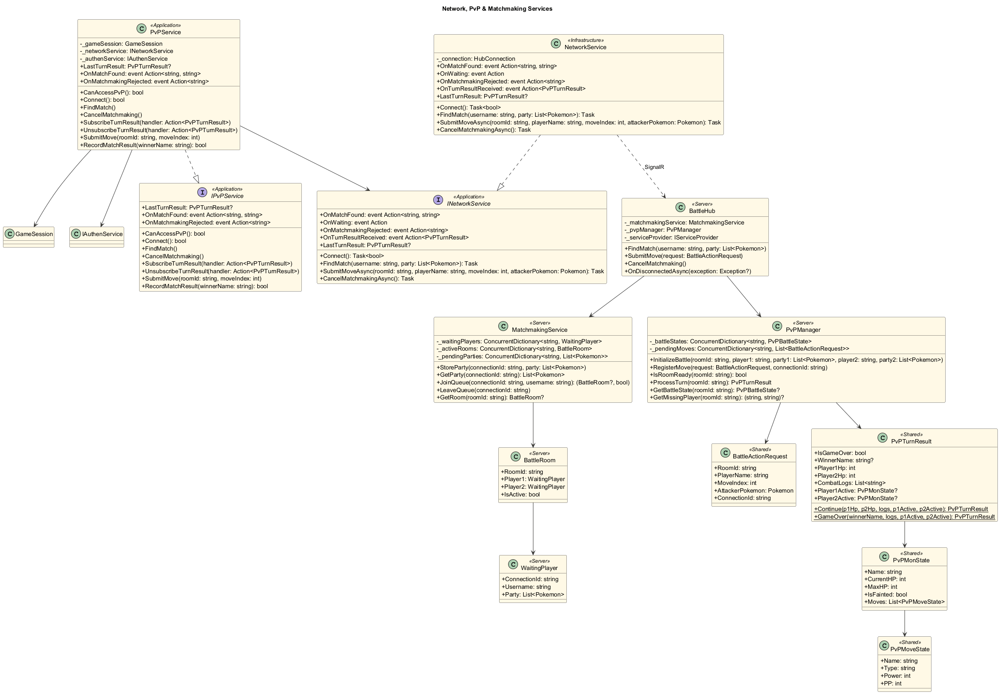 Network, PvP & Matchmaking Services
C
«Application»
PvPService
-_gameSession: GameSession
-_networkService: INetworkService
-_authenService: IAuthenService
+LastTurnResult: PvPTurnResult?
+OnMatchFound: event Action<string, string>
+OnMatchmakingRejected: event Action<string>
+CanAccessPvP(): bool
+Connect(): bool
+FindMatch()
+CancelMatchmaking()
+SubscribeTurnResult(handler: Action<PvPTurnResult>)
+UnsubscribeTurnResult(handler: Action<PvPTurnResult>)
+SubmitMove(roomId: string, moveIndex: int)
+RecordMatchResult(winnerName: string): bool
C
«Infrastructure»
NetworkService
-_connection: HubConnection
+OnMatchFound: event Action<string, string>
+OnWaiting: event Action
+OnMatchmakingRejected: event Action<string>
+OnTurnResultReceived: event Action<PvPTurnResult>
+LastTurnResult: PvPTurnResult?
+Connect(): Task<bool>
+FindMatch(username: string, party: List<Pokemon>): Task
+SubmitMoveAsync(roomId: string, playerName: string, moveIndex: int, attackerPokemon: Pokemon): Task
+CancelMatchmakingAsync(): Task
SignalR
C GameSession
C IAuthenService
I
«Application»
IPvPService
+LastTurnResult: PvPTurnResult?
+OnMatchFound: event Action<string, string>
+OnMatchmakingRejected: event Action<string>
+CanAccessPvP(): bool
+Connect(): bool
+FindMatch()
+CancelMatchmaking()
+SubscribeTurnResult(handler: Action<PvPTurnResult>)
+UnsubscribeTurnResult(handler: Action<PvPTurnResult>)
+SubmitMove(roomId: string, moveIndex: int)
+RecordMatchResult(winnerName: string): bool
I
«Application»
INetworkService
+OnMatchFound: event Action<string, string>
+OnWaiting: event Action
+OnMatchmakingRejected: event Action<string>
+OnTurnResultReceived: event Action<PvPTurnResult>
+LastTurnResult: PvPTurnResult?
+Connect(): Task<bool>
+FindMatch(username: string, party: List<Pokemon>): Task
+SubmitMoveAsync(roomId: string, playerName: string, moveIndex: int, attackerPokemon: Pokemon): Task
+CancelMatchmakingAsync(): Task
C
«Server»
BattleHub
-_matchmakingService: MatchmakingService
-_pvpManager: PvPManager
-_serviceProvider: IServiceProvider
+FindMatch(username: string, party: List<Pokemon>)
+SubmitMove(request: BattleActionRequest)
+CancelMatchmaking()
+OnDisconnectedAsync(exception: Exception?)
C
«Server»
MatchmakingService
-_waitingPlayers: ConcurrentDictionary<string, WaitingPlayer>
-_activeRooms: ConcurrentDictionary<string, BattleRoom>
-_pendingParties: ConcurrentDictionary<string, List<Pokemon>>
+StoreParty(connectionId: string, party: List<Pokemon>)
+GetParty(connectionId: string): List<Pokemon>
+JoinQueue(connectionId: string, username: string): (BattleRoom?, bool)
+LeaveQueue(connectionId: string)
+GetRoom(roomId: string): BattleRoom?
C
«Server»
PvPManager
-_battleStates: ConcurrentDictionary<string, PvPBattleState>
-_pendingMoves: ConcurrentDictionary<string, List<BattleActionRequest>>
+InitializeBattle(roomId: string, player1: string, party1: List<Pokemon>, player2: string, party2: List<Pokemon>)
+RegisterMove(request: BattleActionRequest, connectionId: string)
+IsRoomReady(roomId: string): bool
+ProcessTurn(roomId: string): PvPTurnResult
+GetBattleState(roomId: string): PvPBattleState?
+GetMissingPlayer(roomId: string): (string, string)?
C
«Server»
BattleRoom
+RoomId: string
+Player1: WaitingPlayer
+Player2: WaitingPlayer
+IsActive: bool
C
«Shared»
BattleActionRequest
+RoomId: string
+PlayerName: string
+MoveIndex: int
+AttackerPokemon: Pokemon
+ConnectionId: string
C
«Shared»
PvPTurnResult
+IsGameOver: bool
+WinnerName: string?
+Player1Hp: int
+Player2Hp: int
+CombatLogs: List<string>
+Player1Active: PvPMonState?
+Player2Active: PvPMonState?
+Continue(p1Hp, p2Hp, logs, p1Active, p2Active): PvPTurnResult
+GameOver(winnerName, logs, p1Active, p2Active): PvPTurnResult
C
«Server»
WaitingPlayer
+ConnectionId: string
+Username: string
+Party: List<Pokemon>
C
«Shared»
PvPMonState
+Name: string
+CurrentHP: int
+MaxHP: int
+IsFainted: bool
+Moves: List<PvPMoveState>
C
«Shared»
PvPMoveState
+Name: string
+Type: string
+Power: int
+PP: int